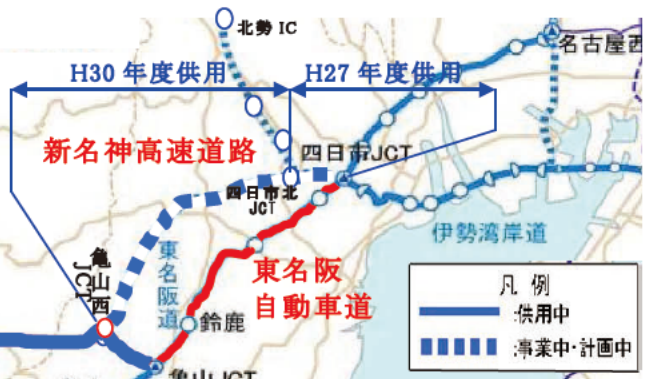 北勢 IC
名古屋西
H30 年度供用
H27 年度供用
新名神高速道路
四日市JCT
四日市北
JCT
伊勢湾岸道
亀山西
JCT
東名阪道
東名阪
自動車道
鈴鹿
亀山JCT
凡 例
:供用中
:事業中・計画中